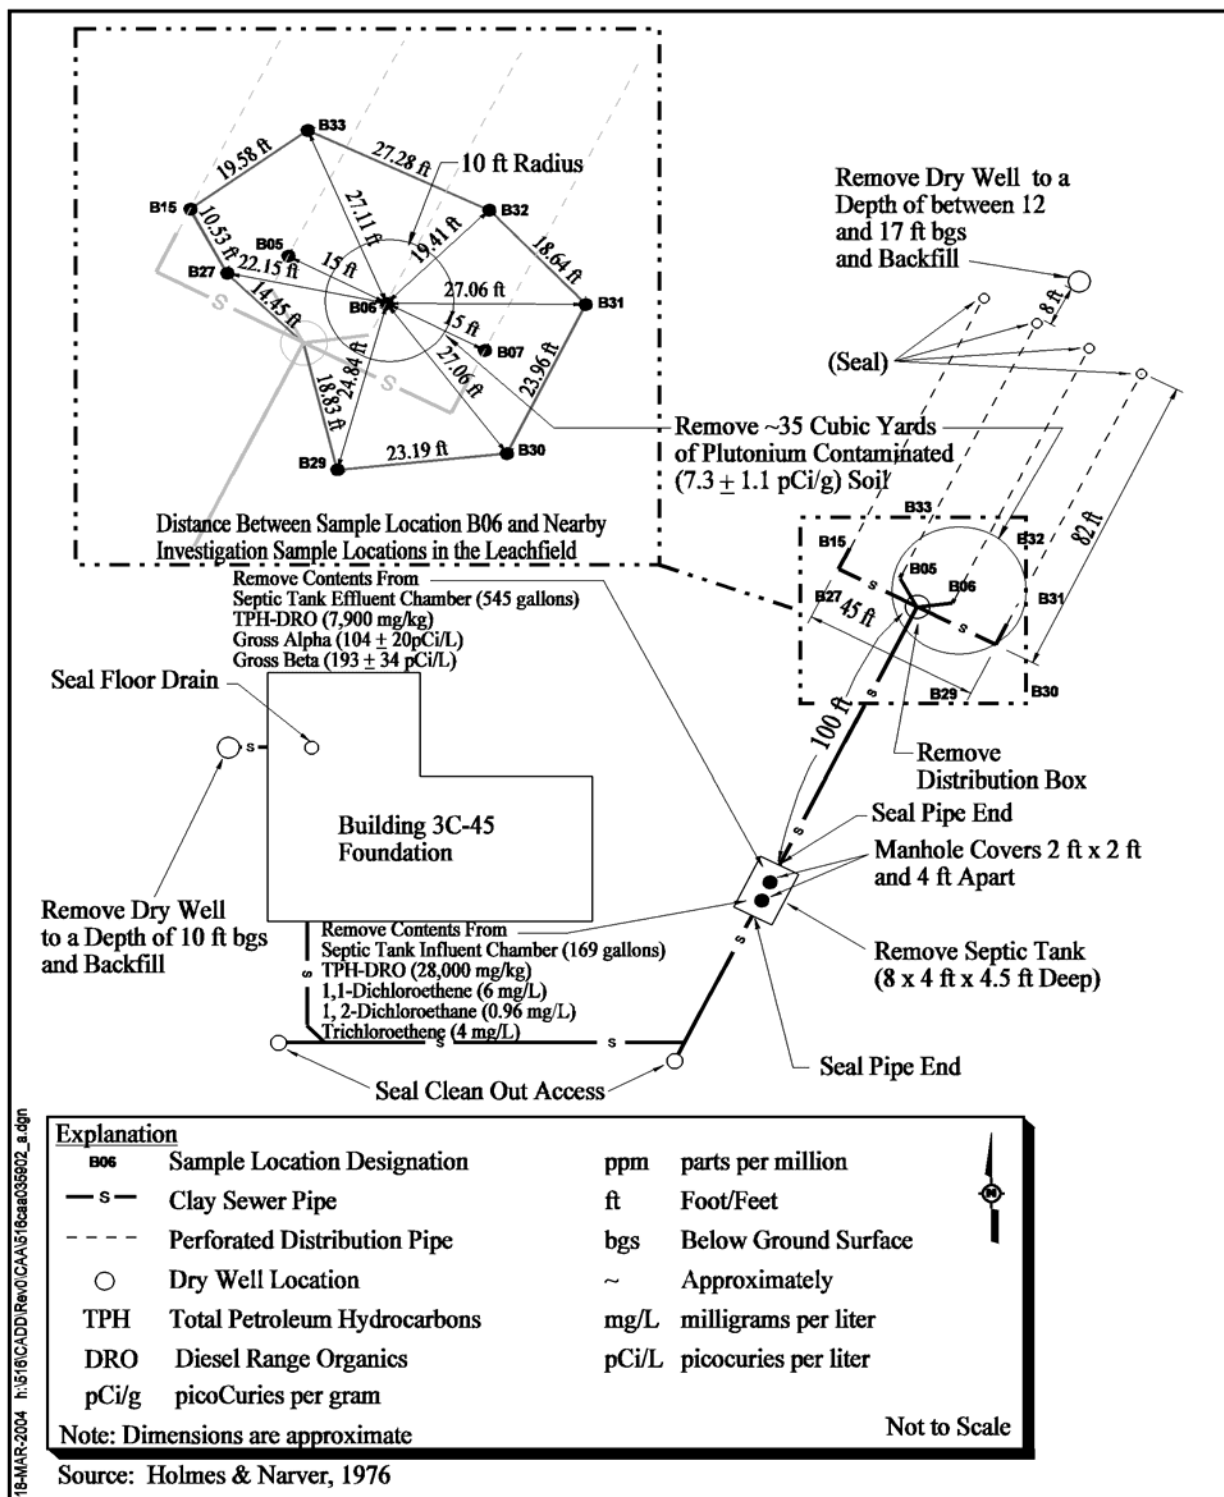 B33
19.58 ft
27.28 ft
10 ft Radius
B15
10.53 ft
27.11 ft
B32
19.41 ft
18.64 ft
B05
B27
22.15 ft
15 ft
14.45 ft
B06
27.06 ft
B31
15 ft
B07
24.84 ft
27.06 ft
23.96 ft
S
S
18.83 ft
B29
23.19 ft
B30
Distance Between Sample Location B06 and Nearby
Investigation Sample Locations in the Leachfield
Remove Dry Well to a
Depth of between 12
and 17 ft bgs
and Backfill
8 ft
(Seal)
Remove ~35 Cubic Yards
of Plutonium Contaminated
(7.3 ± 1.1 pCi/g) Soil
82 ft
B33
B15
B32
B05
B06
S
B27
45 ft
B31
S
B29
B30
S
100 ft
Remove
Distribution Box
Remove Contents From
Septic Tank Effluent Chamber (545 gallons)
TPH-DRO (7,900 mg/kg)
Gross Alpha (104 ± 20pCi/L)
Gross Beta (193 ± 34 pCi/L)
Seal Floor Drain
S
Building 3C-45
Foundation
S
Seal Pipe End
Manhole Covers 2 ft x 2 ft
and 4 ft Apart
Remove Dry Well
to a Depth of 10 ft bgs
and Backfill
Remove Contents From
Septic Tank Influent Chamber (169 gallons)
TPH-DRO (28,000 mg/kg)
1,1-Dichloroethene (6 mg/L)
1, 2-Dichloroethane (0.96 mg/L)
Trichloroethene (4 mg/L)
S
S
Remove Septic Tank
(8 x 4 ft x 4.5 ft Deep)
S
S
Seal Pipe End
Seal Clean Out Access
18-MAR-2004 h:\516\CADD\Rev0\CAA\516caa035902_a.dgn
Explanation
B06 Sample Location Designation
S Clay Sewer Pipe
Perforated Distribution Pipe
Dry Well Location
TPH Total Petroleum Hydrocarbons
DRO Diesel Range Organics
pCi/g picoCuries per gram
ppm parts per million
ft Foot/Feet
bgs Below Ground Surface
~ Approximately
mg/L milligrams per liter
pCi/L picocuries per liter
N
Note: Dimensions are approximate
Not to Scale
Source: Holmes & Narver, 1976